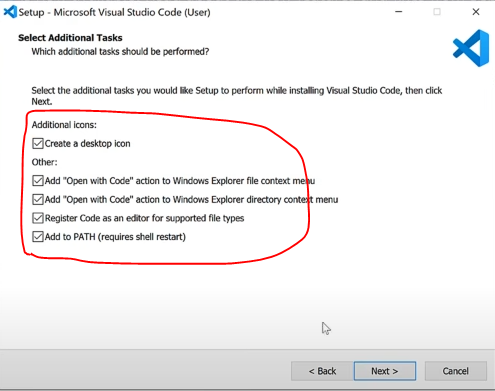 Setup - Microsoft Visual Studio Code (User)
Select Additional Tasks
Which additional tasks should be performed?
Select the additional tasks you would like Setup to perform while installing Visual Studio Code, then click
Next.
Additional icons:
Create a desktop icon
Other:
Add "Open with Code" action to Windows Explorer file context menu
Add "Open with Code" action to Windows Explorer directory context menu
Register Code as an editor for supported file types
Add to PATH (requires shell restart)
< Back
Next >
Cancel